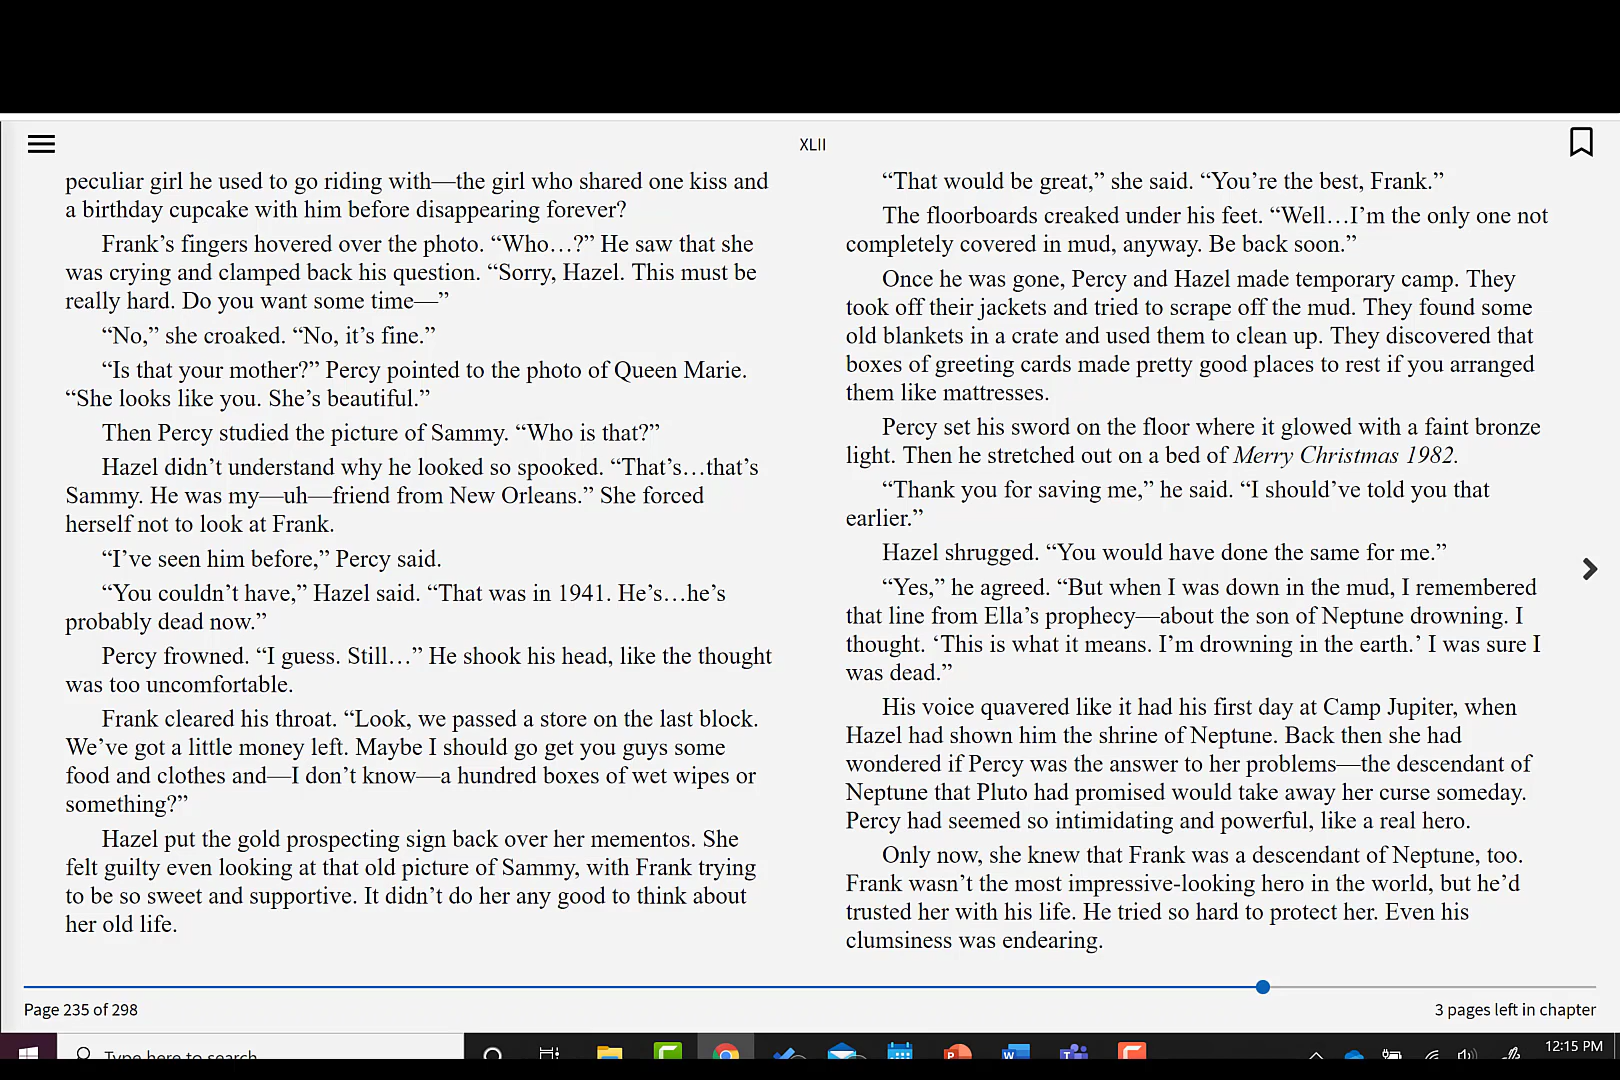 XLII
peculiar girl he used to go riding with—the girl who shared one kiss and
a birthday cupcake with him before disappearing forever?
Frank’s fingers hovered over the photo. “Who…?” He saw that she
was crying and clamped back his question. “Sorry, Hazel. This must be
really hard. Do you want some time—”
“No,” she croaked. “No, it’s fine.”
“Is that your mother?” Percy pointed to the photo of Queen Marie.
“She looks like you. She’s beautiful.”
Then Percy studied the picture of Sammy. “Who is that?”
Hazel didn’t understand why he looked so spooked. “That’s…that’s
Sammy. He was my—uh—friend from New Orleans.” She forced
herself not to look at Frank.
“I’ve seen him before,” Percy said.
“You couldn’t have,” Hazel said. “That was in 1941. He’s…he’s
probably dead now.”
Percy frowned. “I guess. Still…” He shook his head, like the thought
was too uncomfortable.
Frank cleared his throat. “Look, we passed a store on the last block.
We’ve got a little money left. Maybe I should go get you guys some
food and clothes and—I don’t know—a hundred boxes of wet wipes or
something?”
Hazel put the gold prospecting sign back over her mementos. She
felt guilty even looking at that old picture of Sammy, with Frank trying
to be so sweet and supportive. It didn’t do her any good to think about
her old life.
“That would be great,” she said. “You’re the best, Frank.”
The floorboards creaked under his feet. “Well…I’m the only one not
completely covered in mud, anyway. Be back soon.”
Once he was gone, Percy and Hazel made temporary camp. They
took off their jackets and tried to scrape off the mud. They found some
old blankets in a crate and used them to clean up. They discovered that
boxes of greeting cards made pretty good places to rest if you arranged
them like mattresses.
Percy set his sword on the floor where it glowed with a faint bronze
light. Then he stretched out on a bed of Merry Christmas 1982.
“Thank you for saving me,” he said. “I should’ve told you that
earlier.”
Hazel shrugged. “You would have done the same for me.”
“Yes,” he agreed. “But when I was down in the mud, I remembered
that line from Ella’s prophecy—about the son of Neptune drowning. I
thought. ‘This is what it means. I’m drowning in the earth.’ I was sure I
was dead.”
His voice quavered like it had his first day at Camp Jupiter, when
Hazel had shown him the shrine of Neptune. Back then she had
wondered if Percy was the answer to her problems—the descendant of
Neptune that Pluto had promised would take away her curse someday.
Percy had seemed so intimidating and powerful, like a real hero.
Only now, she knew that Frank was a descendant of Neptune, too.
Frank wasn’t the most impressive-looking hero in the world, but he’d
trusted her with his life. He tried so hard to protect her. Even his
clumsiness was endearing.
Page 235 of 298
3 pages left in chapter
Type here to search
12:15 PM